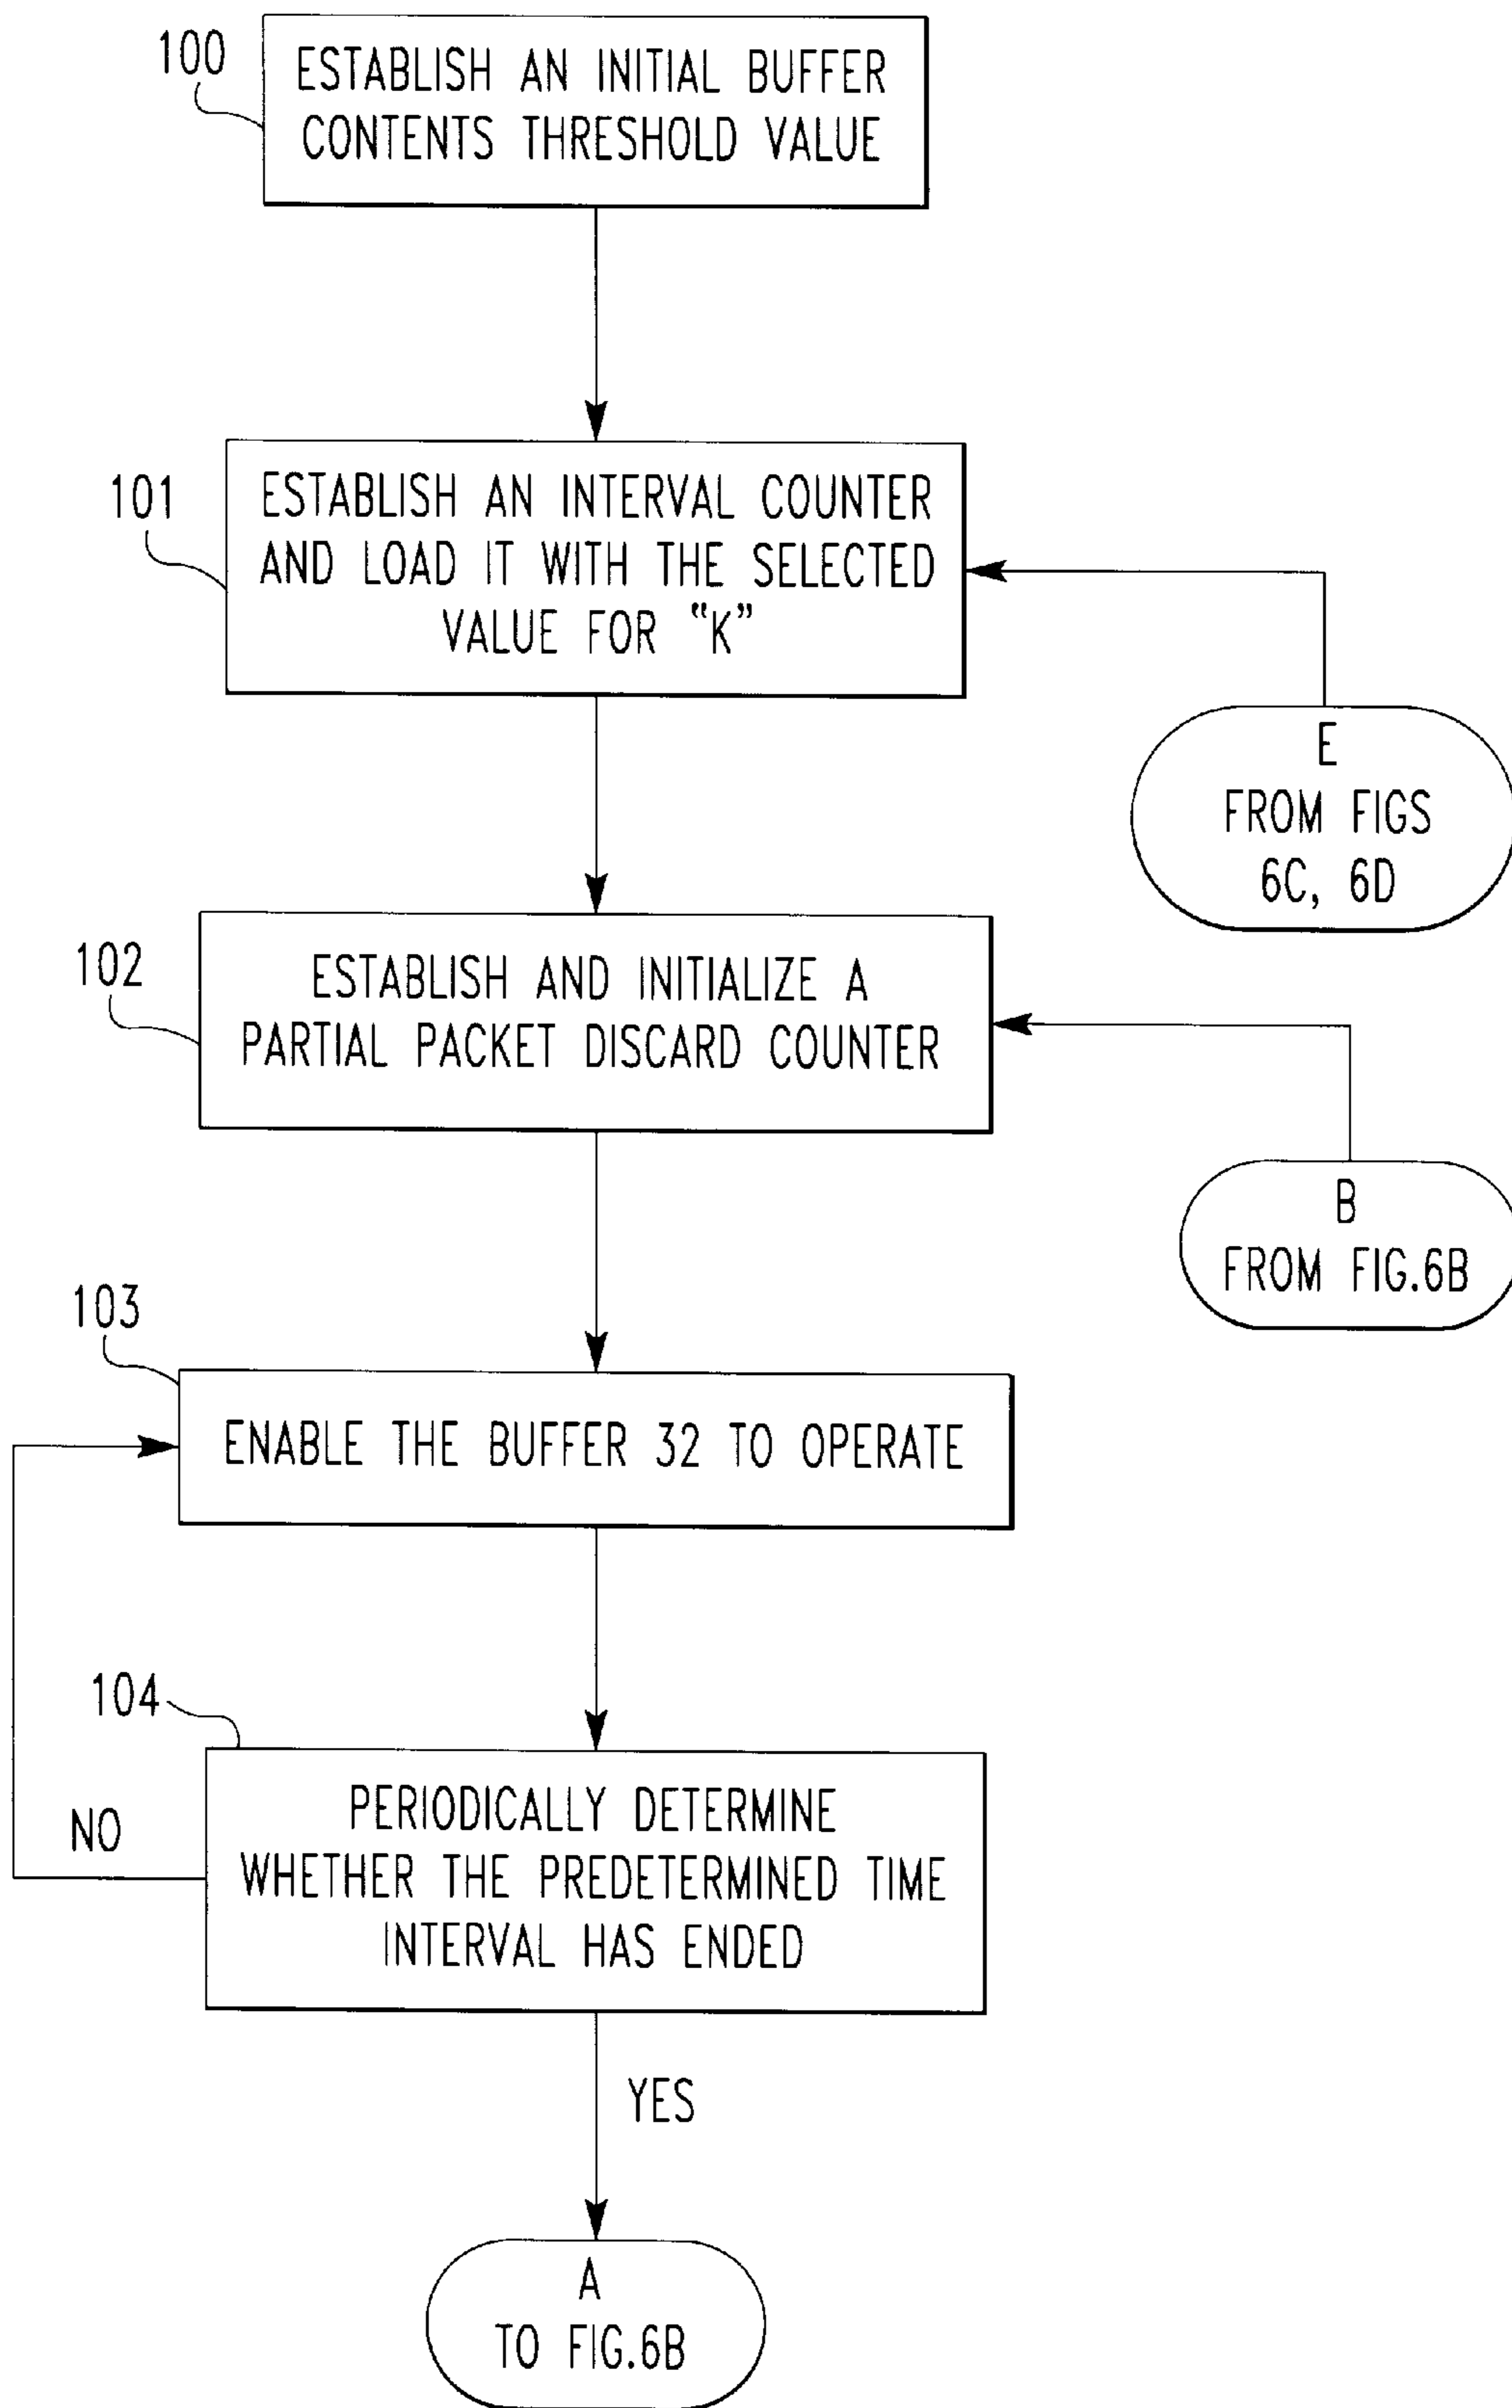 100
ESTABLISH AN INITIAL BUFFER
CONTENTS THRESHOLD VALUE
101
ESTABLISH AN INTERVAL COUNTER
AND LOAD IT WITH THE SELECTED
VALUE FOR “K”
E
FROM FIGS
6C, 6D
102
ESTABLISH AND INITIALIZE A
PARTIAL PACKET DISCARD COUNTER
B
FROM FIG.6B
103
ENABLE THE BUFFER 32 TO OPERATE
104
NO
PERIODICALLY DETERMINE
WHETHER THE PREDETERMINED TIME
INTERVAL HAS ENDED
YES
A
TO FIG.6B